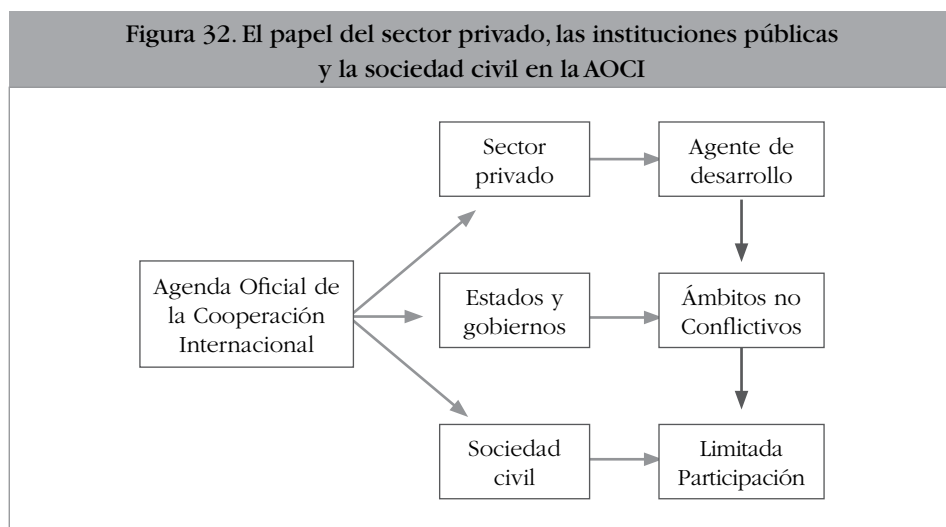 Figura 32. El papel del sector privado, las instituciones públicas
y la sociedad civil en la AOCI
Sector
privado
Agente de
desarrollo
Agenda Oficial de
la Cooperación
Internacional
Estados y
gobiernos
Ámbitos no
Conflictivos
Sociedad
civil
Limitada
Participación